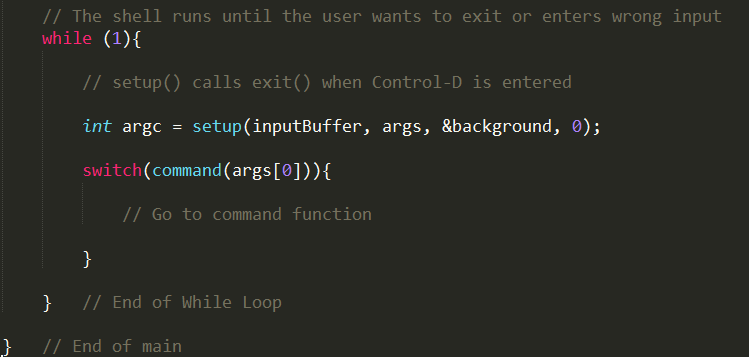 // The shell runs until the user wants to exit or enters wrong input
while (1){
// setup() calls exit() when Control-D is entered
int argc = setup(inputBuffer, args, &background, 0);
switch(command(args[0])){
// Go to command function
}
} // End of While Loop
} // End of main